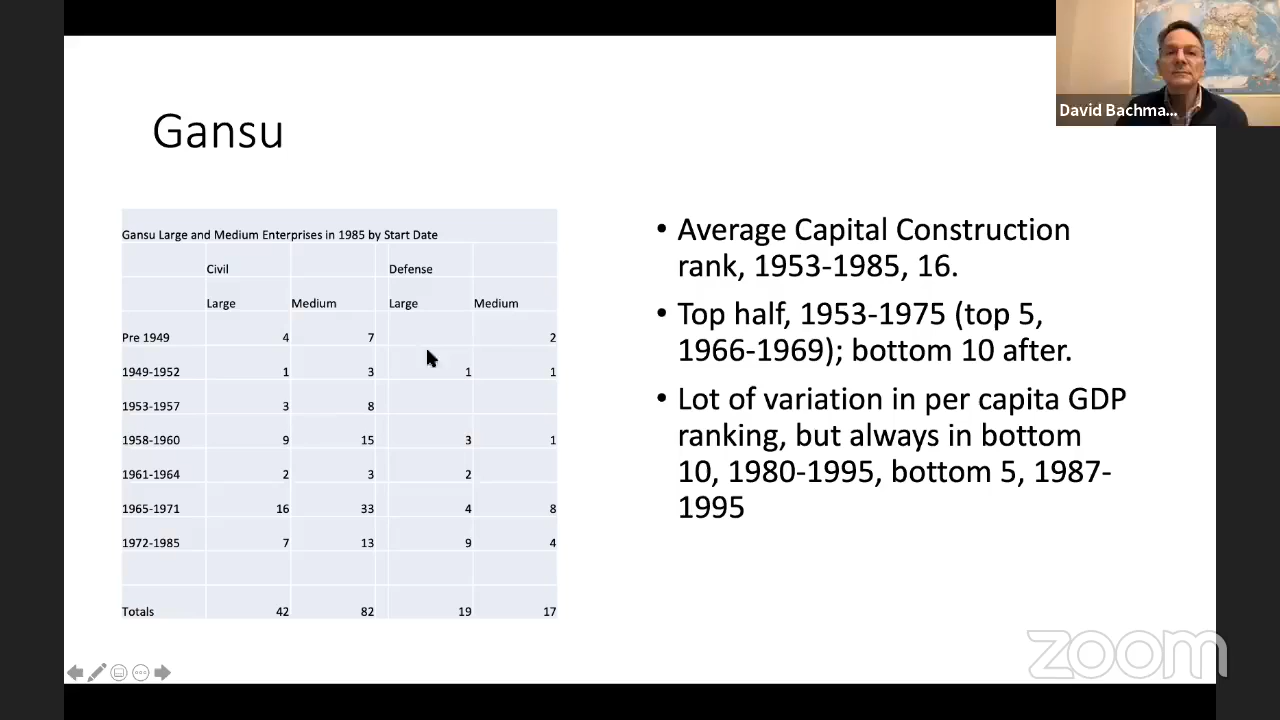 David Bachma...
Gansu
Gansu Large and Medium Enterprises in 1985 by Start Date
Civil Defense
Large Medium Large Medium
Pre 1949 4 7 2
1949-1952 1 3 1 1
1953-1957 3 8
1958-1960 9 15 3 1
1961-1964 2 3 2
1965-1971 16 33 4 8
1972-1985 7 13 9 4
Totals 42 82 19 17
• Average Capital Construction
rank, 1953-1985, 16.
• Top half, 1953-1975 (top 5,
1966-1969); bottom 10 after.
• Lot of variation in per capita GDP
ranking, but always in bottom
10, 1980-1995, bottom 5, 1987-
1995
zoom